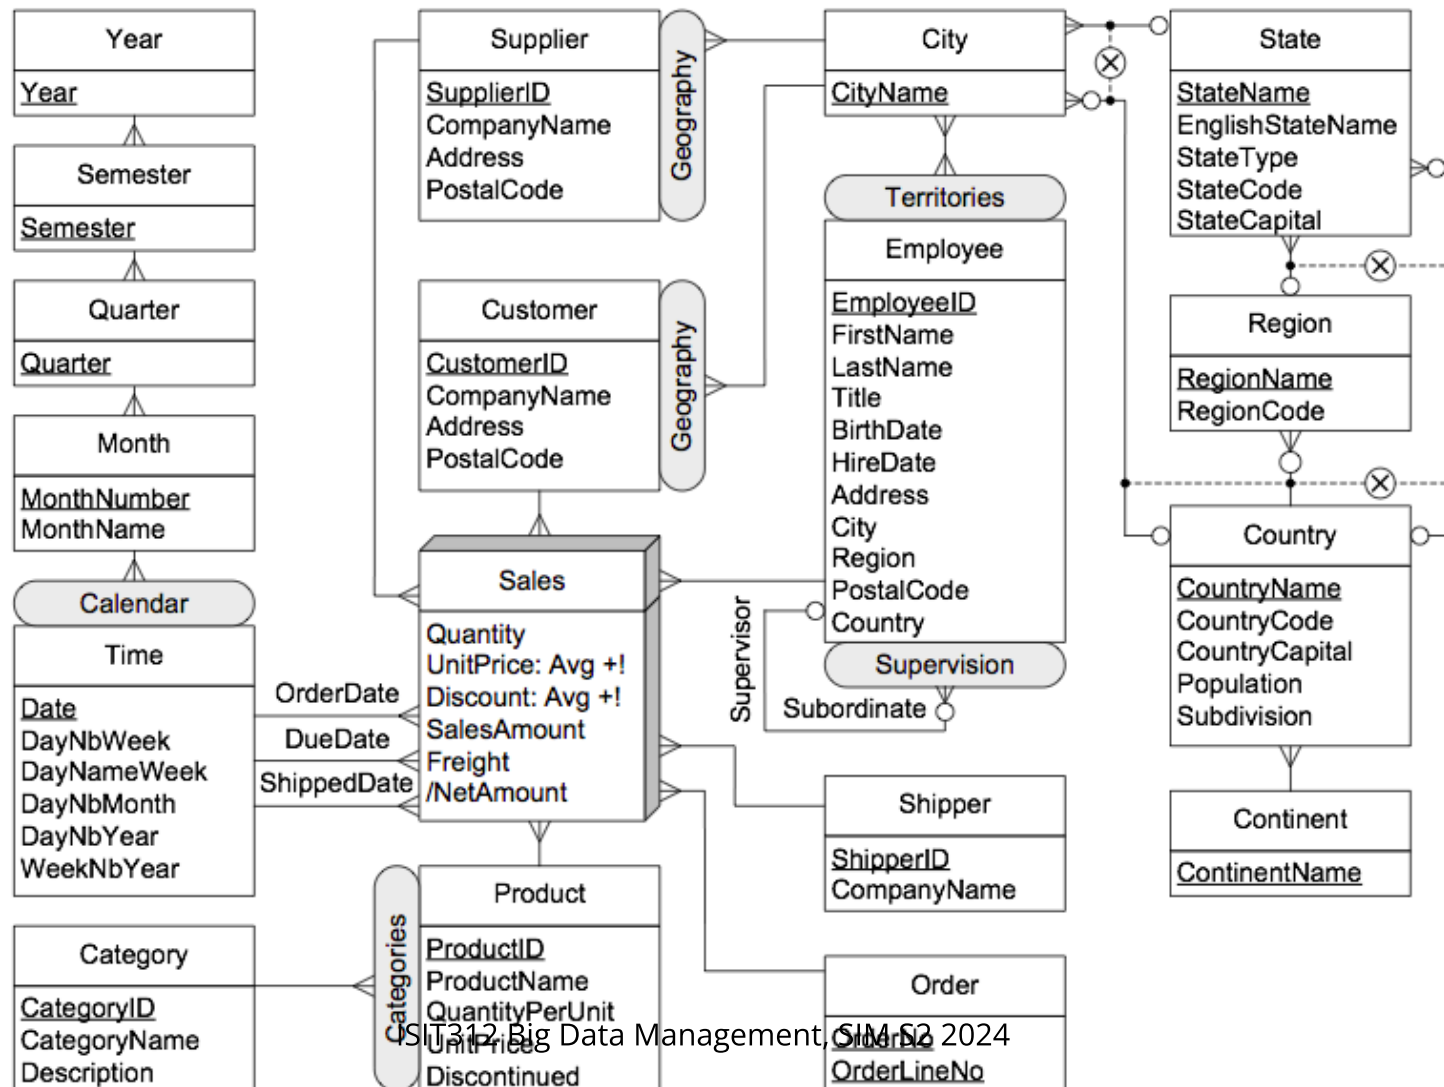 Year
Year
Semester
Semester
Quarter
Quarter
Month
MonthNumber
MonthName
Calendar
Time
Date
DayNbWeek
DayNameWeek
DayNbMonth
DayNbYear
WeekNbYear
Category
CategoryID
CategoryName
Description
OrderDate
DueDate
ShippedDate
Supplier
SupplierID
CompanyName
Address
PostalCode
Geography
Customer
CustomerID
CompanyName
Address
PostalCode
Geography
Sales
Quantity
UnitPrice: Avg +!
Discount: Avg +!
SalesAmount
Freight
/NetAmount
Categories
Product
ProductID
ProductName
QuantityPerUnit
UnitPrice
Discontinued
City
CityName
Territories
Employee
EmployeeID
FirstName
LastName
Title
BirthDate
HireDate
Address
City
Region
PostalCode
Country
Supervision
Supervisor
Subordinate
Shipper
ShipperID
CompanyName
Order
OrderNo
OrderLineNo
State
StateName
EnglishStateName
StateType
StateCode
StateCapital
Region
RegionName
RegionCode
Country
CountryName
CountryCode
CountryCapital
Population
Subdivision
Continent
ContinentName
ISIT312 Big Data Management, SIM S2 2024